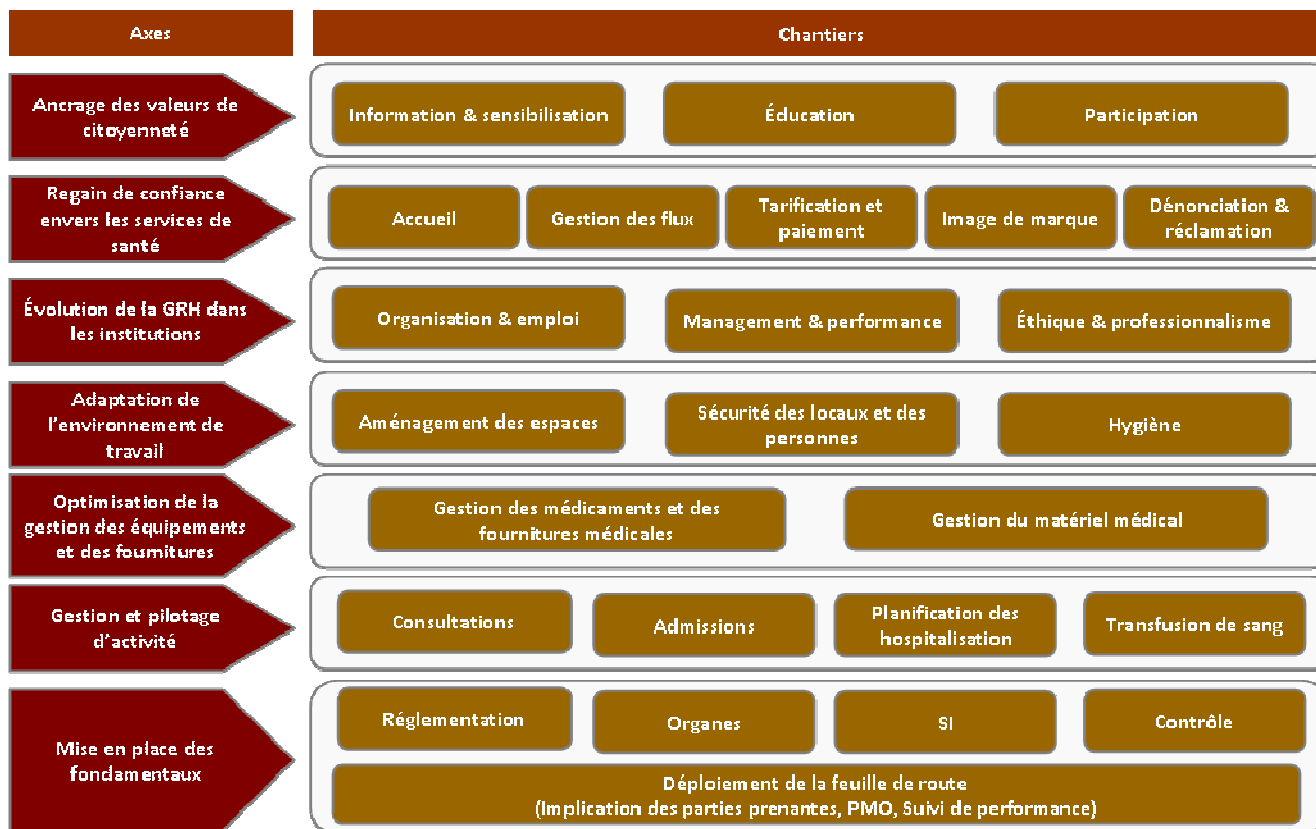 Axes
Chantiers
Ancrage des valeurs de
citoyenneté
Information & sensibilisation
Éducation
Participation
Regain de confiance
envers les services de
santé
Accueil
Gestion des flux
Tarification et
paiement
Image de marque
Dénonciation &
réclamation
Évolution de la GRH dans
les institutions
Organisation & emploi
Management & performance
Éthique & professionnalisme
Adaptation de
l'environnement de
travail
Aménagement des espaces
Sécurité des locaux et des
personnes
Hygiène
Optimisation de la
gestion des équipements
et des fournitures
Gestion des médicaments et des
fournitures médicales
Gestion du matériel médical
Gestion et pilotage
d'activité
Consultations
Admissions
Planification des
hospitalisation
Transfusion de sang
Mise en place des
fondamentaux
Réglementation
Organes
SI
Contrôle
Déploiement de la feuille de route
(Implication des parties prenantes, PMO, Suivi de performance)